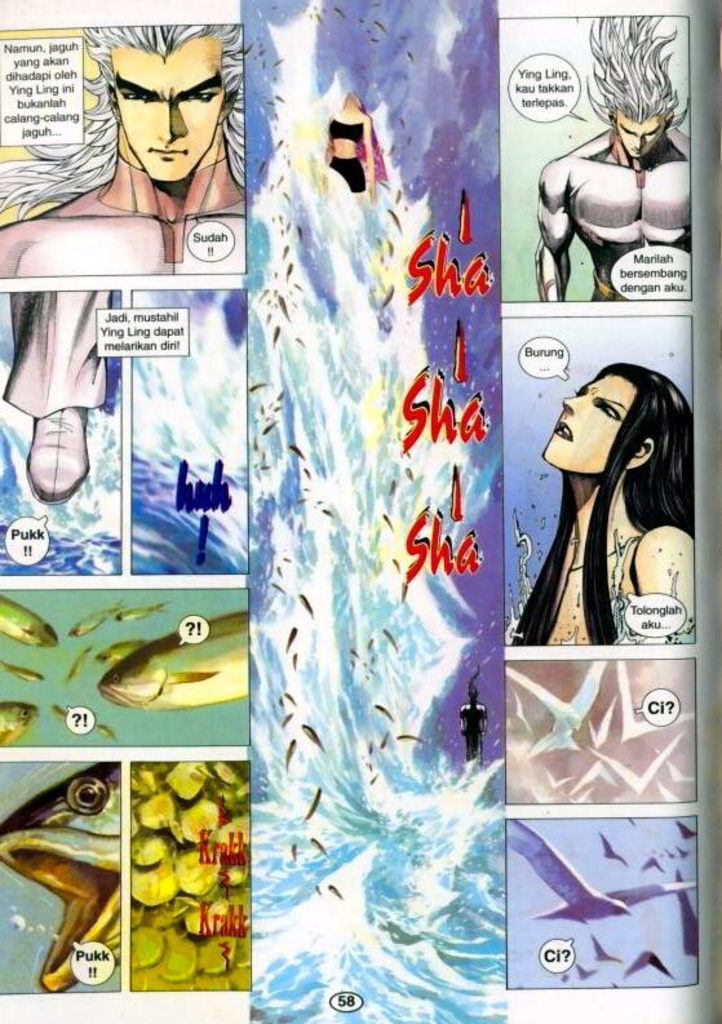 Namun, jaguh
yang akan
dihadapi oleh
Ying Ling ini
bukanlah
calang-calang
jaguh...
Sudah
!!
Jadi, mustahil
Ying Ling dapat
melarikan diri!
Pukk
!!
huh
!
?!
?!
Pukk
!!
Krakk
Krakk
Sha
Sha
Sha
Ying Ling,
kau takkan
terlepas.
Marilah
bersembang
dengan aku.
Burung
...
Tolonglah
aku...
Ci?
Ci?
58